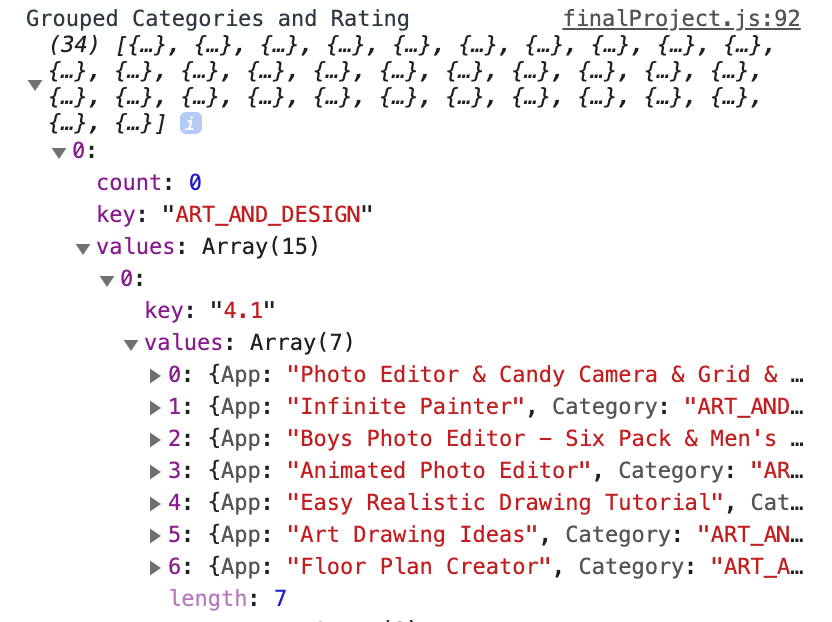 Grouped Categories and Rating finalProject.js:92
(34) [{…}, {…}, {…}, {…}, {…}, {…}, {…}, {…}, {…}, {…},
{…}, {…}, {…}, {…}, {…}, {…}, {…}, {…}, {…}, {…}, {…},
{…}, {…}, {…}, {…}, {…}, {…}, {…}, {…}, {…}, {…}, {…},
{…}, {…}] i
0:
count: 0
key: "ART_AND_DESIGN"
values: Array(15)
0:
key: "4.1"
values: Array(7)
0: {App: "Photo Editor & Candy Camera & Grid & …
1: {App: "Infinite Painter", Category: "ART_AND…
2: {App: "Boys Photo Editor - Six Pack & Men's …
3: {App: "Animated Photo Editor", Category: "AR…
4: {App: "Easy Realistic Drawing Tutorial", Cat…
5: {App: "Art Drawing Ideas", Category: "ART_AN…
6: {App: "Floor Plan Creator", Category: "ART_A…
length: 7